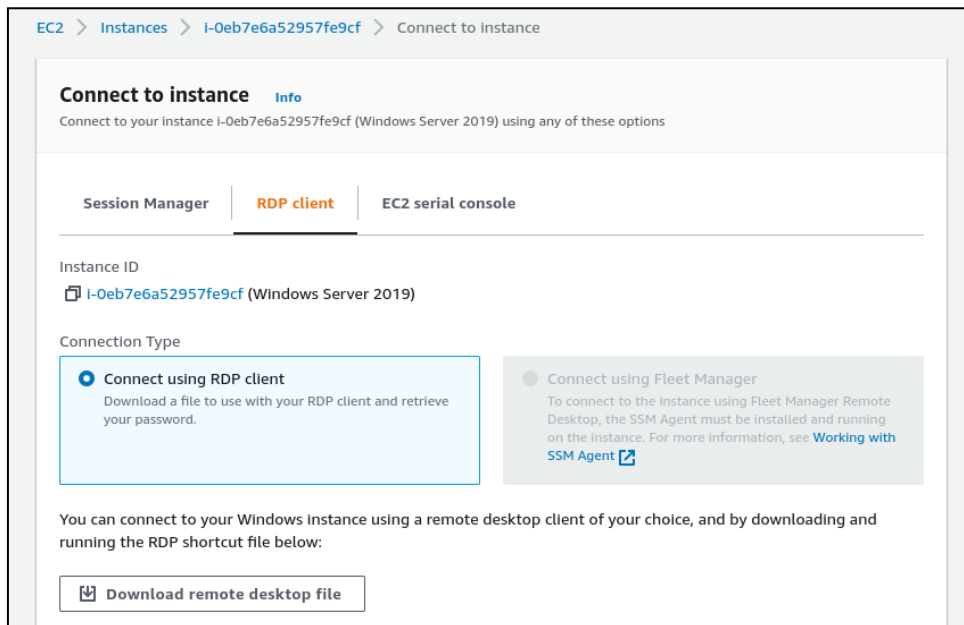 EC2 > Instances > i-0eb7e6a52957fe9cf > Connect to instance
Connect to instance Info
Connect to your instance i-0eb7e6a52957fe9cf (Windows Server 2019) using any of these options
Session Manager RDP client EC2 serial console
Instance ID
i-0eb7e6a52957fe9cf (Windows Server 2019)
Connection Type
Connect using RDP client
Download a file to use with your RDP client and retrieve
your password.
Connect using Fleet Manager
To connect to the instance using Fleet Manager Remote
Desktop, the SSM Agent must be installed and running
on the instance. For more information, see Working with
SSM Agent
You can connect to your Windows instance using a remote desktop client of your choice, and by downloading and
running the RDP shortcut file below:
Download remote desktop file